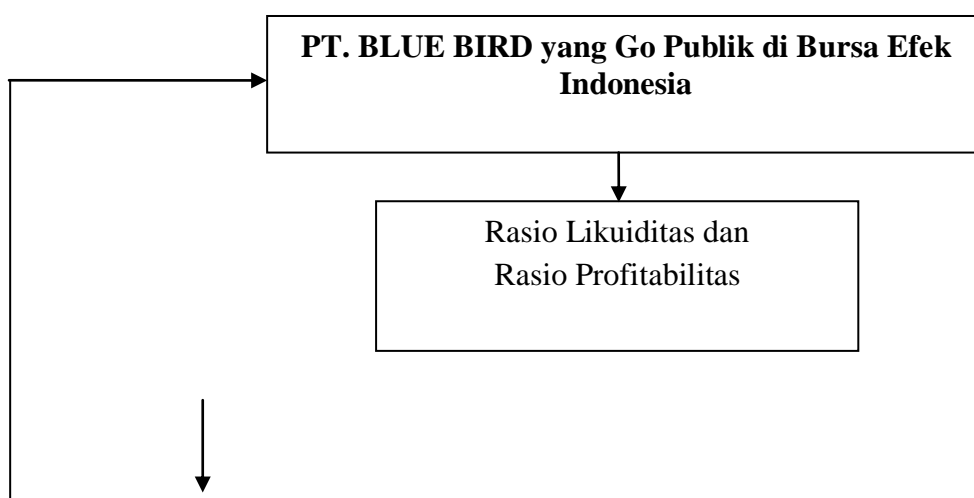 PT. BLUE BIRD yang Go Publik di Bursa Efek
Indonesia
Rasio Likuiditas dan
Rasio Profitabilitas